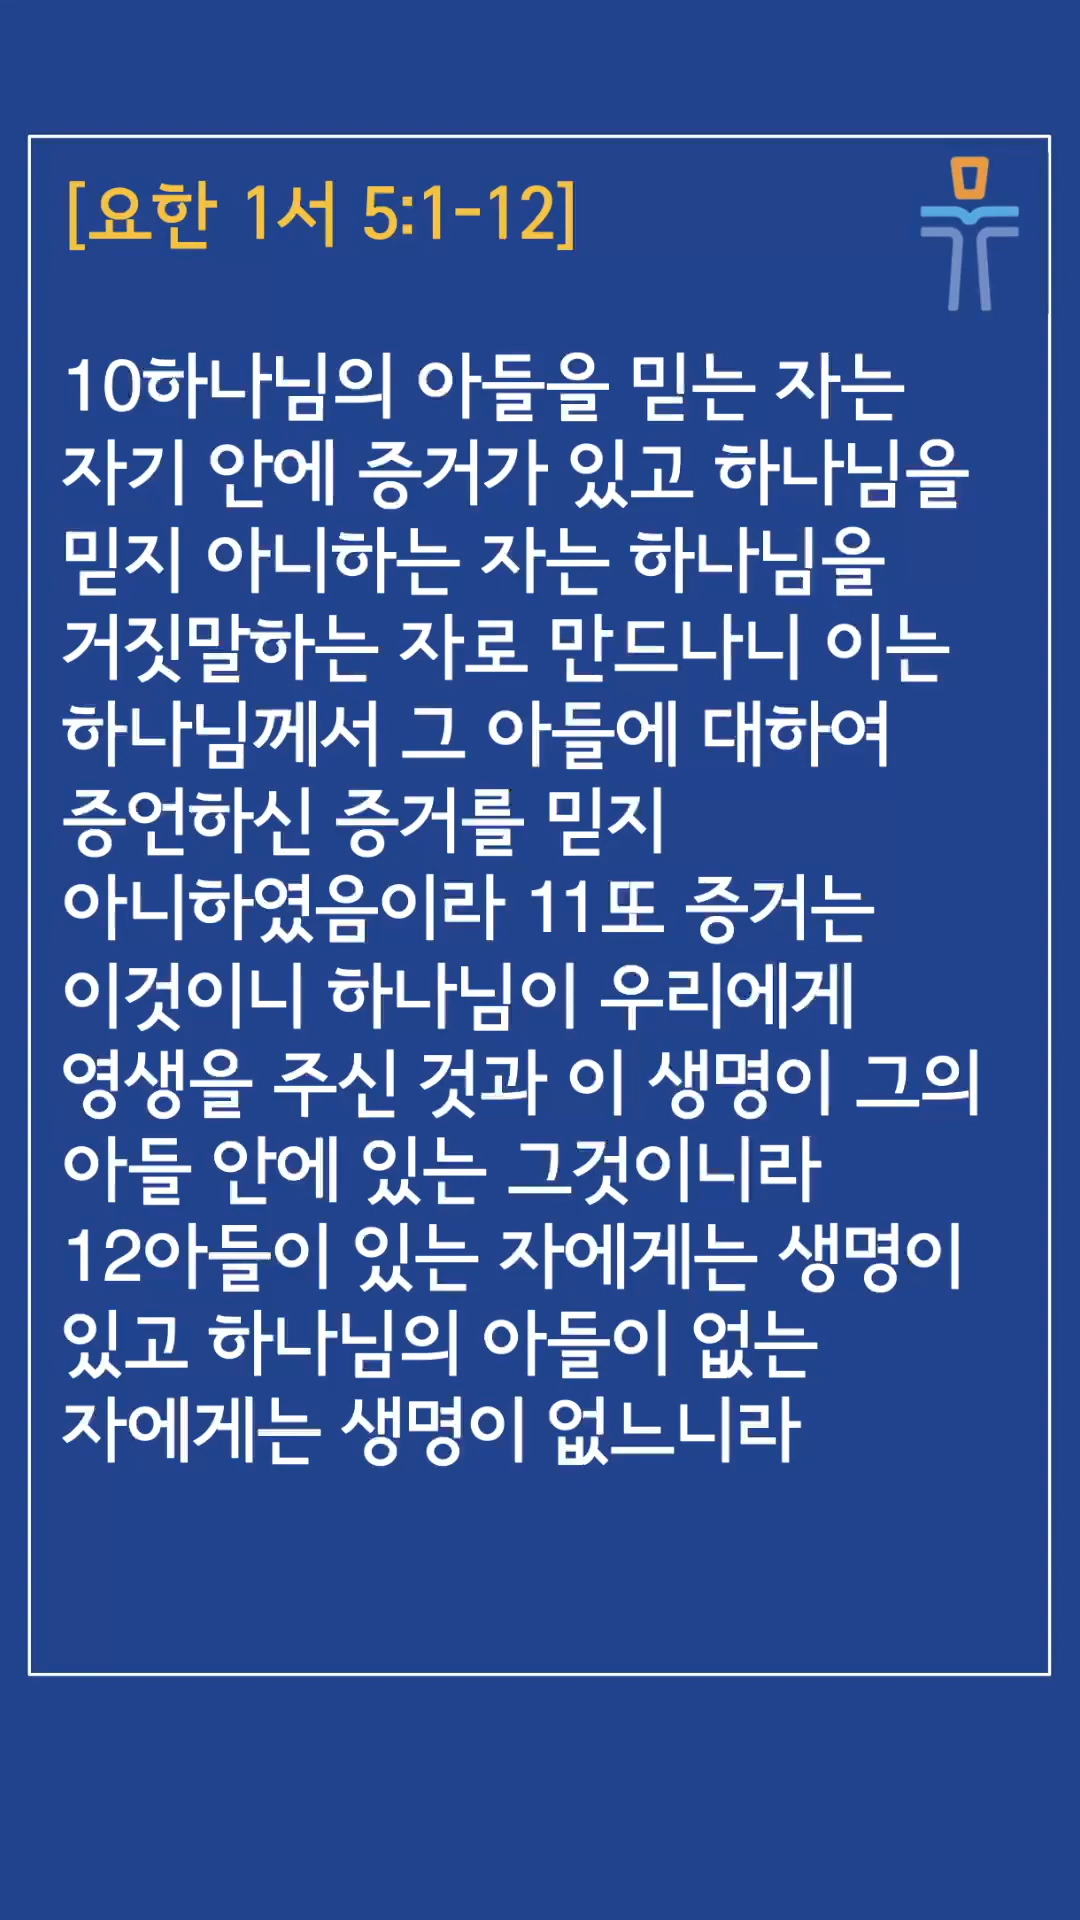 [요한 1서 5:1-12]
10하나님의 아들을 믿는 자는
자기 안에 증거가 있고 하나님을
믿지 아니하는 자는 하나님을
거짓말하는 자로 만드나니 이는
하나님께서 그 아들에 대하여
증언하신 증거를 믿지
아니하였음이라 11또 증거는
이것이니 하나님이 우리에게
영생을 주신 것과 이 생명이 그의
아들 안에 있는 그것이니라
12아들이 있는 자에게는 생명이
있고 하나님의 아들이 없는
자에게는 생명이 없느니라